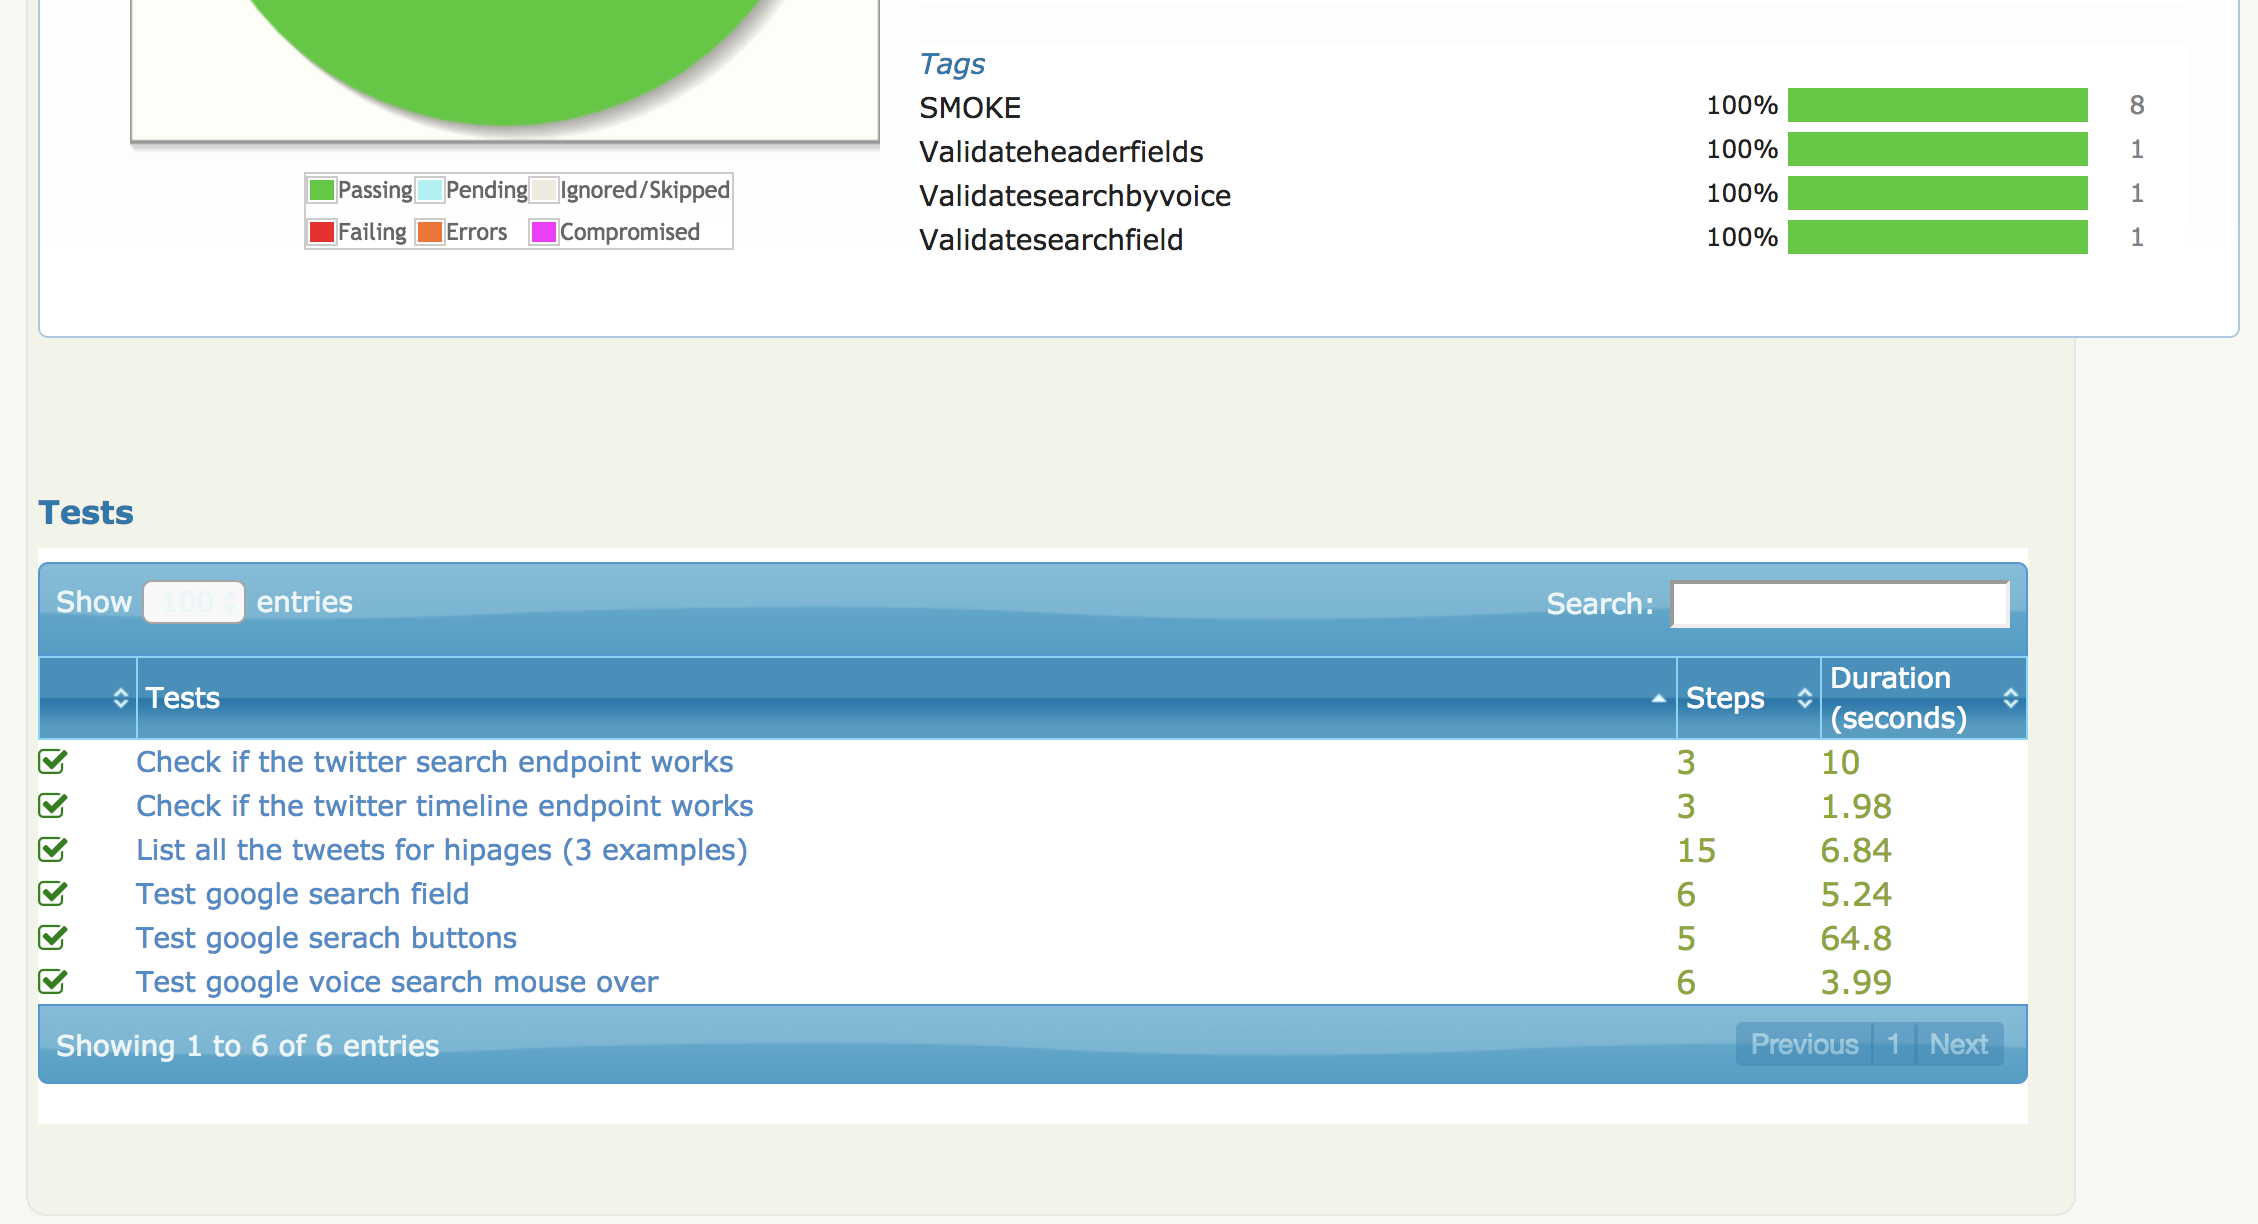 Tags
SMOKE 100% 8
Validateheaderfields 100% 1
Validatesearchbyvoice 100% 1
Validatesearchfield 100% 1
Passing Pending Ignored/Skipped
Failing Errors Compromised
Tests
Show 100 entries Search:
Tests Steps Duration (seconds)
Check if the twitter search endpoint works 3 10
Check if the twitter timeline endpoint works 3 1.98
List all the tweets for hipages (3 examples) 15 6.84
Test google search field 6 5.24
Test google serach buttons 5 64.8
Test google voice search mouse over 6 3.99
Showing 1 to 6 of 6 entries Previous 1 Next